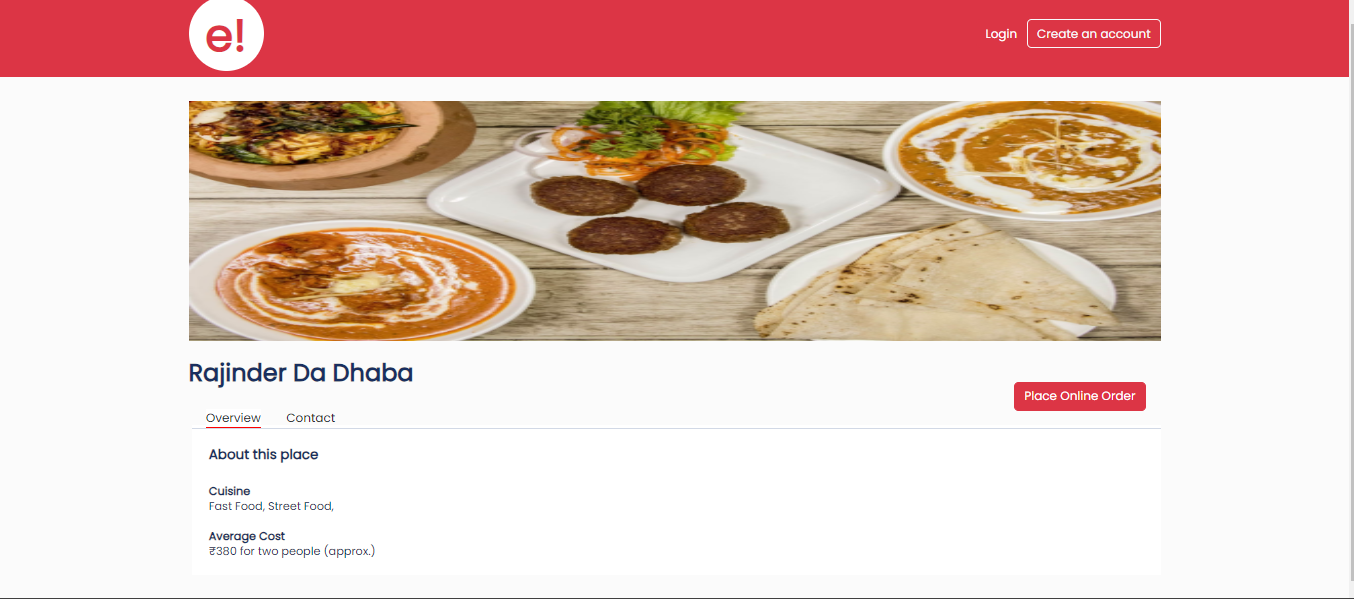 e!
Login
Create an account
Rajinder Da Dhaba
Place Online Order
Overview
Contact
About this place
Cuisine
Fast Food, Street Food,
Average Cost
₹380 for two people (approx.)